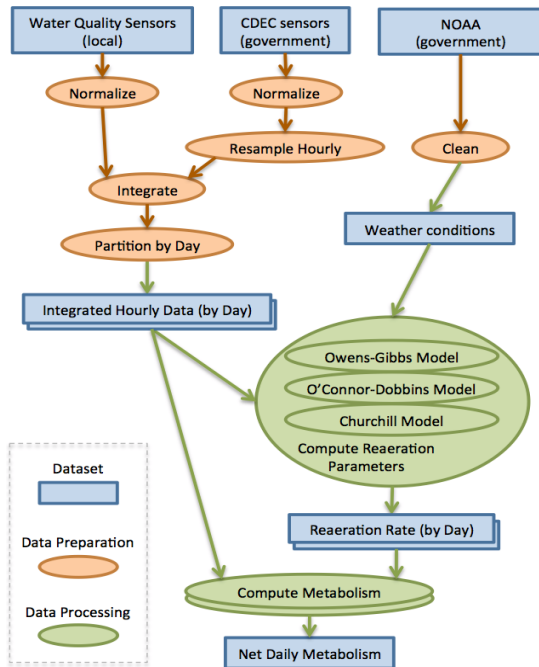 Water Quality Sensors
(local)
CDEC sensors
(government)
NOAA
(government)
Normalize
Normalize
Resample Hourly
Clean
Integrate
Partition by Day
Weather conditions
Integrated Hourly Data (by Day)
Owens-Gibbs Model
O'Connor-Dobbins Model
Churchill Model
Compute Reaeration
Parameters
Dataset
Data Preparation
Data Processing
Reaeration Rate (by Day)
Compute Metabolism
Net Daily Metabolism